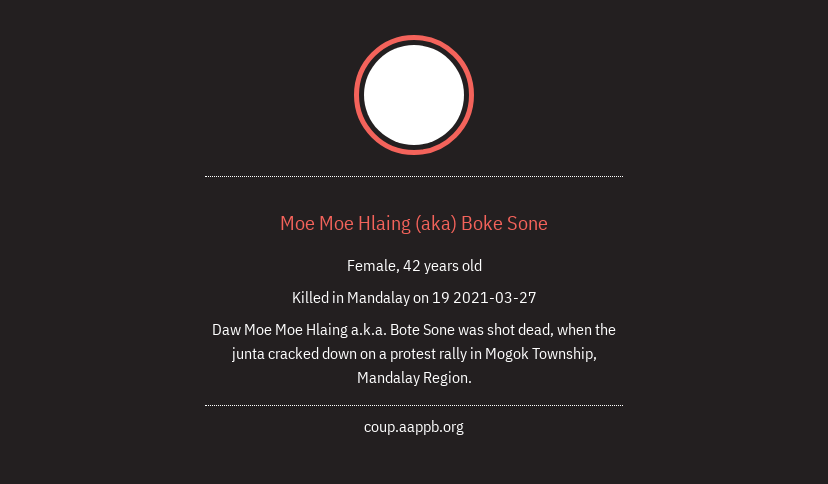 Moe Moe Hlaing (aka) Boke Sone
Female, 42 years old
Killed in Mandalay on 19 2021-03-27
Daw Moe Moe Hlaing a.k.a. Bote Sone was shot dead, when the
junta cracked down on a protest rally in Mogok Township,
Mandalay Region.
coup.aappb.org